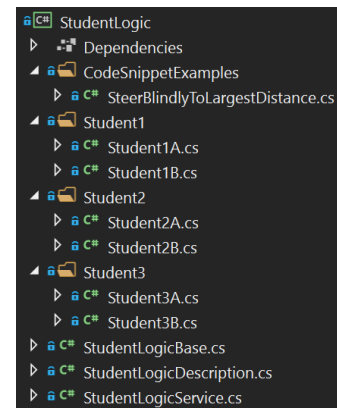 C# StudentLogic
Dependencies
CodeSnippetExamples
C# SteerBlindlyToLargestDistance.cs
Student1
C# Student1A.cs
C# Student1B.cs
Student2
C# Student2A.cs
C# Student2B.cs
Student3
C# Student3A.cs
C# Student3B.cs
C# StudentLogicBase.cs
C# StudentLogicDescription.cs
C# StudentLogicService.cs